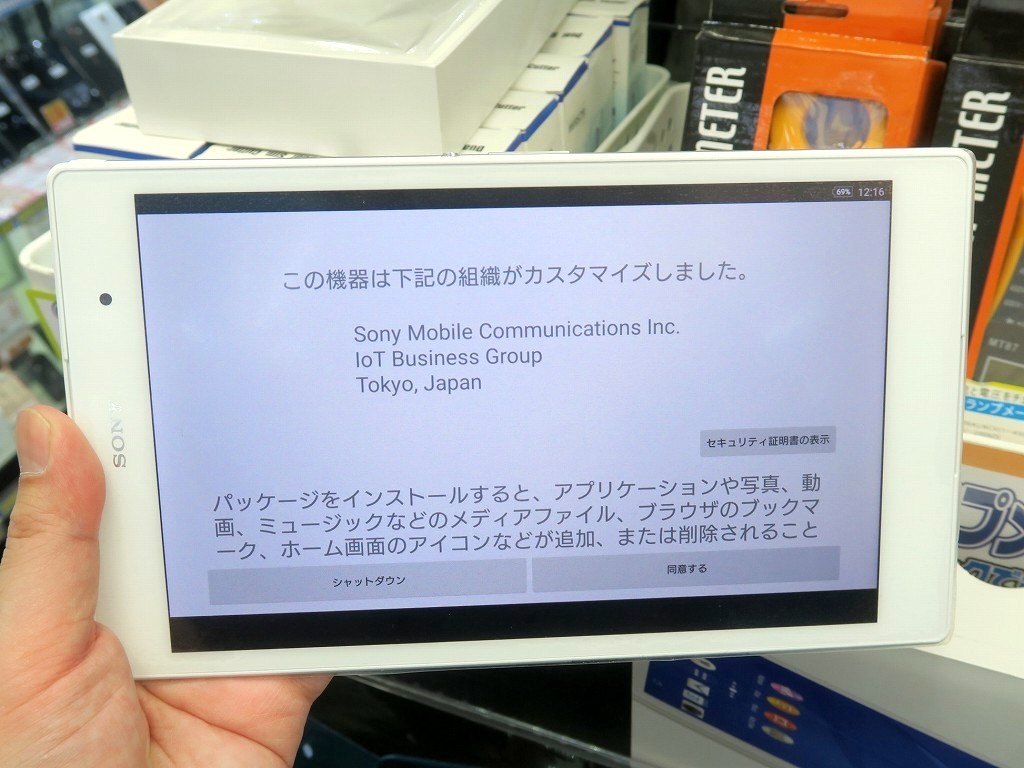 69% 12:16
この機器は下記の組織がカスタマイズしました。
Sony Mobile Communications Inc.
IoT Business Group
Tokyo, Japan
セキュリティ証明書の表示
パッケージをインストールすると、アプリケーションや写真、動
画、ミュージックなどのメディアファイル、ブラウザのブックマ
ーク、ホーム画面のアイコンなどが追加、または削除されること
シャットダウン
同意する
SONY
METER
METER
MT87